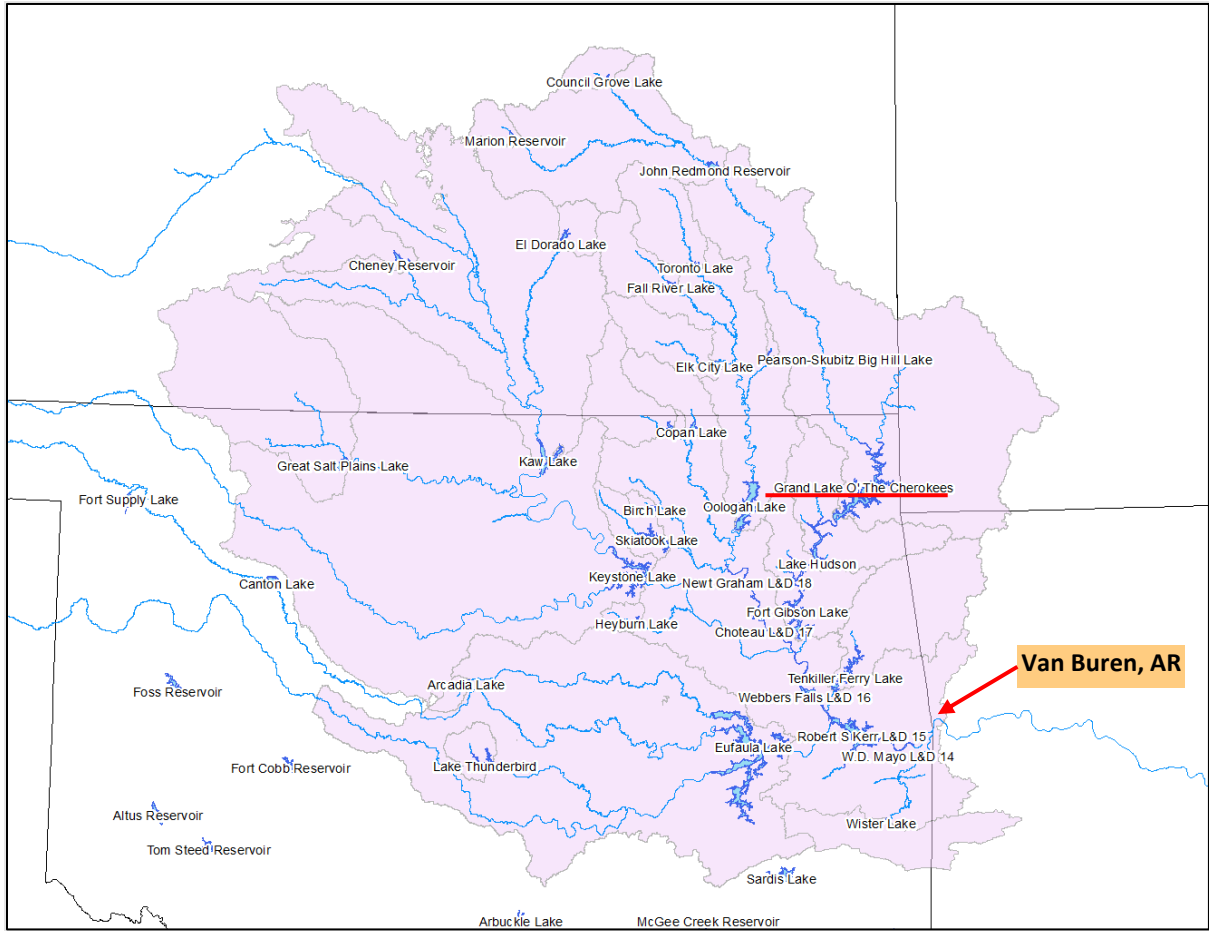 Council Grove Lake
Marion Reservoir
John Redmond Reservoir
El Dorado Lake
Cheney Reservoir
Toronto Lake
Fall River Lake
Elk City Lake
Pearson-Skubitz Big Hill Lake
Copan Lake
Kaw Lake
Great Salt Plains Lake
Grand Lake O' The Cherokees
Fort Supply Lake
Birch Lake
Oologah Lake
Skiatook Lake
Lake Hudson
Keystone Lake
Newt Graham L&D 18
Canton Lake
Fort Gibson Lake
Heyburn Lake
Choteau L&D 17
Van Buren, AR
Tenkiller Ferry Lake
Arcadia Lake
Foss Reservoir
Webbers Falls L&D 16
Robert S Kerr L&D 15
Eufaula Lake
W.D. Mayo L&D 14
Lake Thunderbird
Fort Cobb Reservoir
Altus Reservoir
Wister Lake
Tom Steed Reservoir
Sardis Lake
Arbuckle Lake
McGee Creek Reservoir